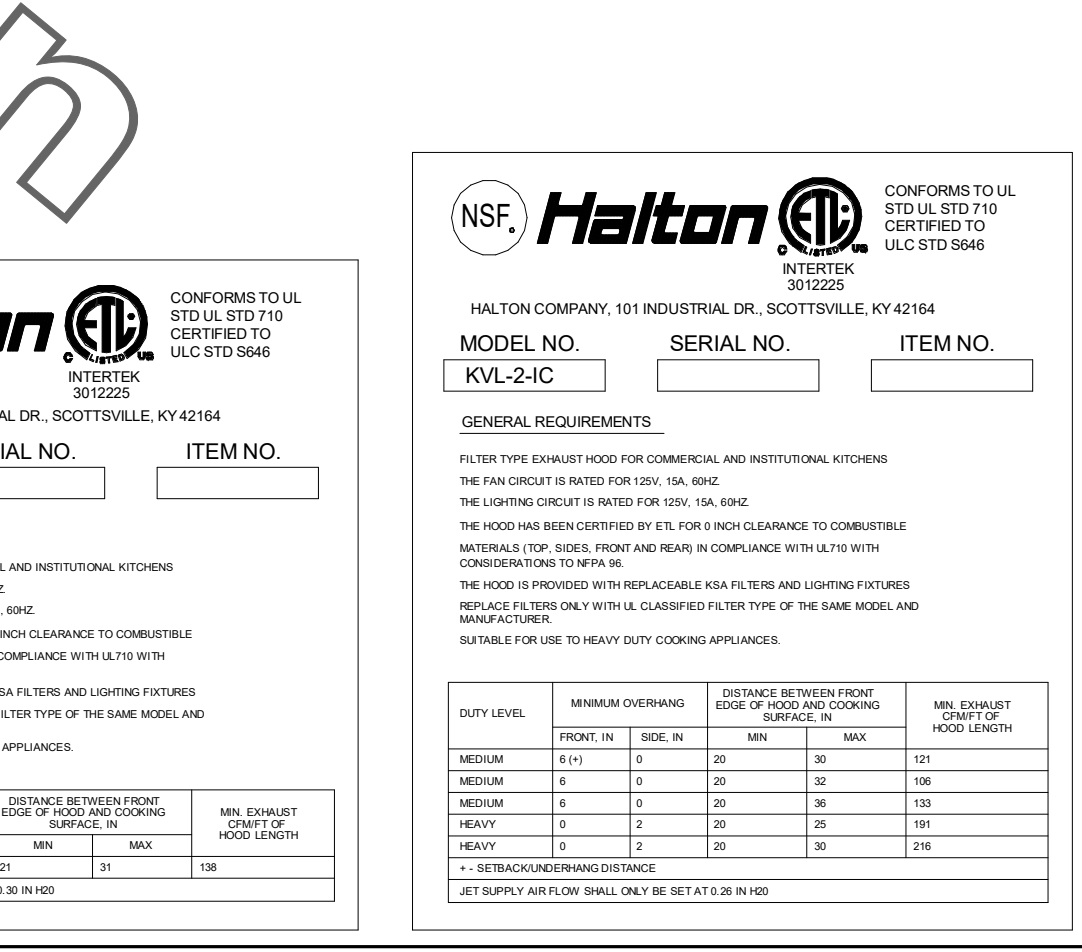 h
CONFORMS TO UL
STD UL STD 710
CERTIFIED TO
ULC STD S646
ETL
C LISTED US
INTERTEK
3012225
AL DR., SCOTTSVILLE, KY 42164
IAL NO. ITEM NO.
L AND INSTITUTIONAL KITCHENS
Z.
, 60HZ.
INCH CLEARANCE TO COMBUSTIBLE
COMPLIANCE WITH UL710 WITH
SA FILTERS AND LIGHTING FIXTURES
ILTER TYPE OF THE SAME MODEL AND
APPLIANCES.
DISTANCE BETWEEN FRONT
EDGE OF HOOD AND COOKING
SURFACE, IN
MIN. EXHAUST
CFM/FT OF
HOOD LENGTH
MIN MAX
21 31 138
0.30 IN H20
NSF. Halton ETL
C LISTED US
CONFORMS TO UL
STD UL STD 710
CERTIFIED TO
ULC STD S646
INTERTEK
3012225
HALTON COMPANY, 101 INDUSTRIAL DR., SCOTTSVILLE, KY 42164
MODEL NO. SERIAL NO. ITEM NO.
KVL-2-IC
GENERAL REQUIREMENTS
FILTER TYPE EXHAUST HOOD FOR COMMERCIAL AND INSTITUTIONAL KITCHENS
THE FAN CIRCUIT IS RATED FOR 125V, 15A, 60HZ.
THE LIGHTING CIRCUIT IS RATED FOR 125V, 15A, 60HZ.
THE HOOD HAS BEEN CERTIFIED BY ETL FOR 0 INCH CLEARANCE TO COMBUSTIBLE
MATERIALS (TOP, SIDES, FRONT AND REAR) IN COMPLIANCE WITH UL710 WITH
CONSIDERATIONS TO NFPA 96.
THE HOOD IS PROVIDED WITH REPLACEABLE KSA FILTERS AND LIGHTING FIXTURES
REPLACE FILTERS ONLY WITH UL CLASSIFIED FILTER TYPE OF THE SAME MODEL AND
MANUFACTURER.
SUITABLE FOR USE TO HEAVY DUTY COOKING APPLIANCES.
DUTY LEVEL MINIMUM OVERHANG
DISTANCE BETWEEN FRONT
EDGE OF HOOD AND COOKING
SURFACE, IN
MIN. EXHAUST
CFM/FT OF
HOOD LENGTH
FRONT, IN SIDE, IN MIN MAX
MEDIUM 6 (+) 0 20 30 121
MEDIUM 6 0 20 32 106
MEDIUM 6 0 20 36 133
HEAVY 0 2 20 25 191
HEAVY 0 2 20 30 216
+ - SETBACK/UNDERHANG DISTANCE
JET SUPPLY AIR FLOW SHALL ONLY BE SET AT 0.26 IN H20